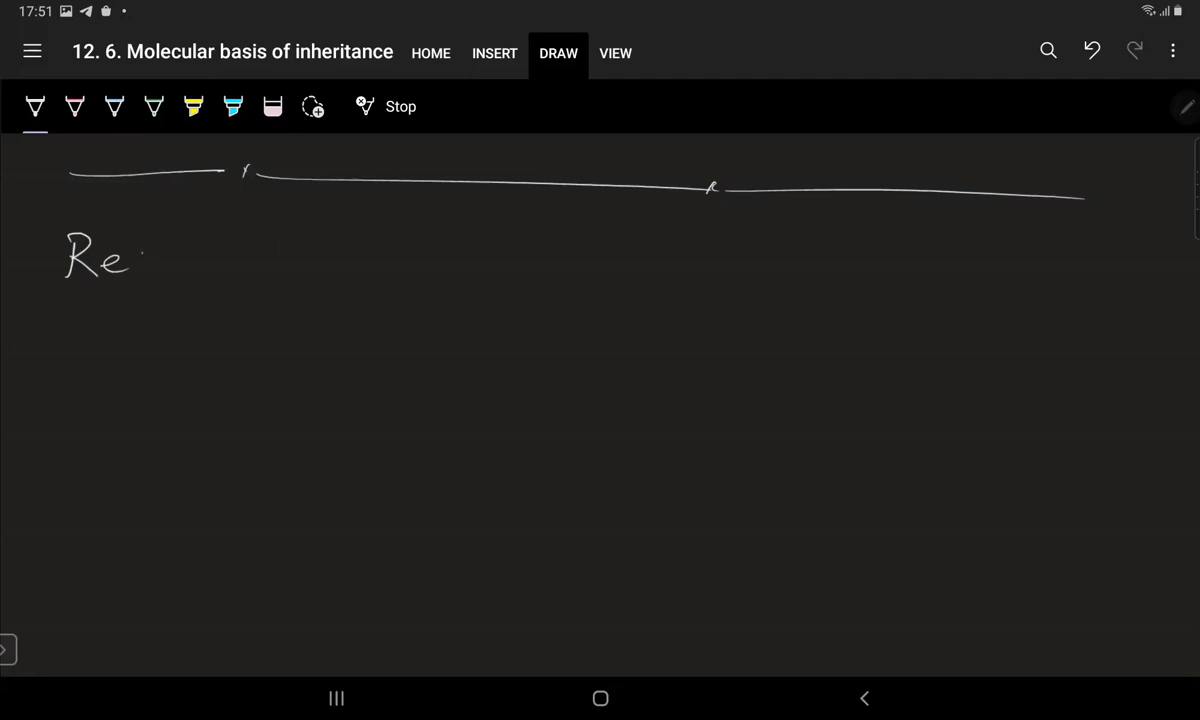 17:51
12. 6. Molecular basis of inheritance HOME INSERT DRAW VIEW
Stop
Re